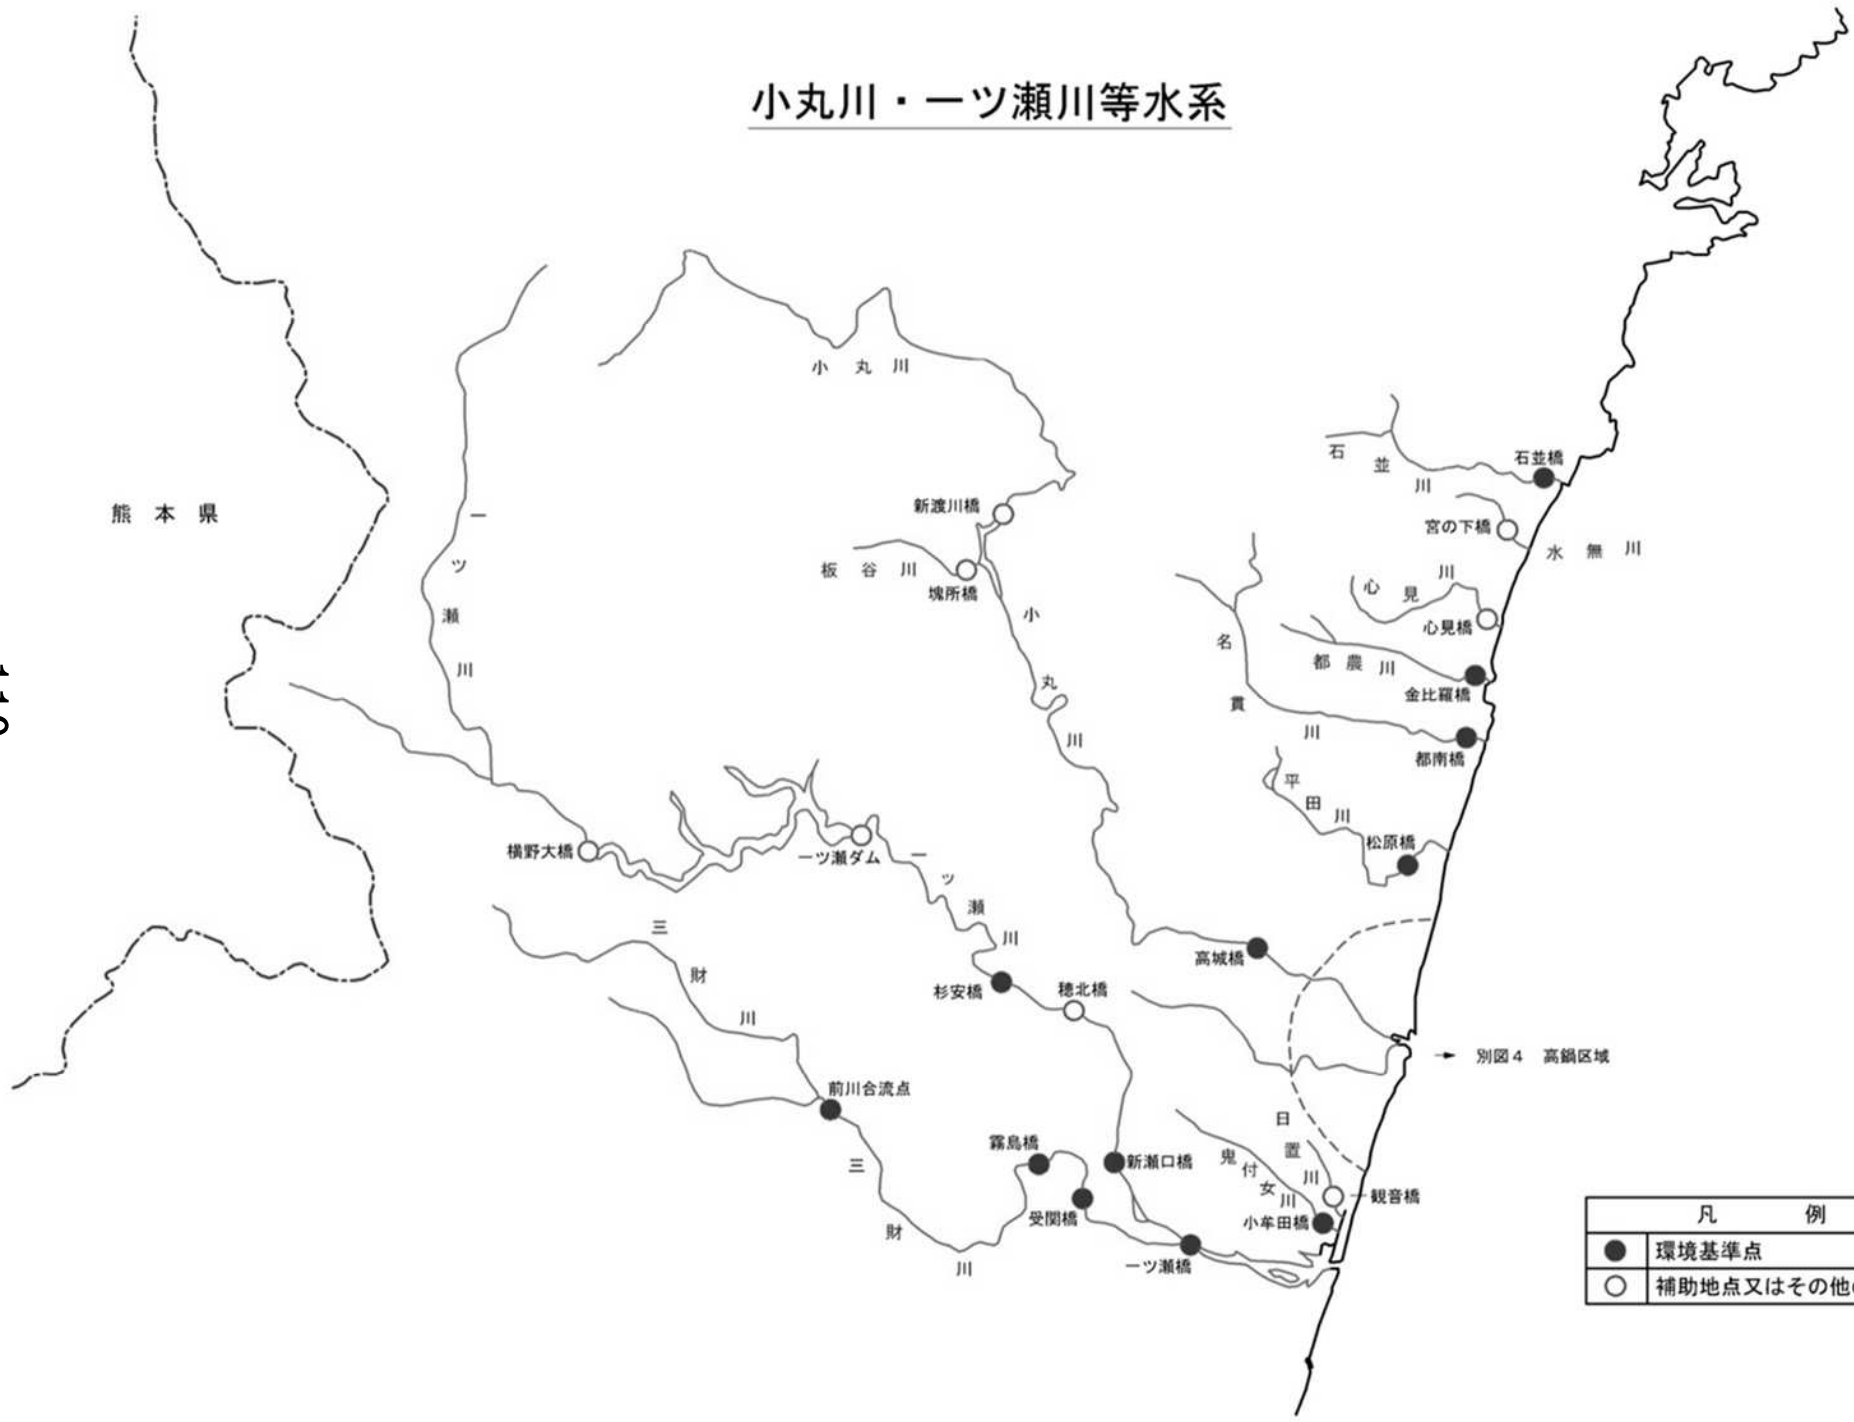 小丸川・一ツ瀬川等水系
熊本県
小丸川
一ツ瀬川
新渡川橋
板谷川
塊所橋
小丸川
石並川
石並橋
宮の下橋
水無川
心見川
心見橋
都農川
金比羅橋
名貫川
都南橋
平田川
松原橋
横野大橋
一ツ瀬ダム
一ツ瀬川
三財川
杉安橋
穂北橋
高城橋
別図4 高鍋区域
前川合流点
三財川
霧島橋
受関橋
新瀬口橋
一ツ瀬橋
鬼付女川
日置川
観音橋
小牟田橋
凡例
環境基準点
補助地点又はその他